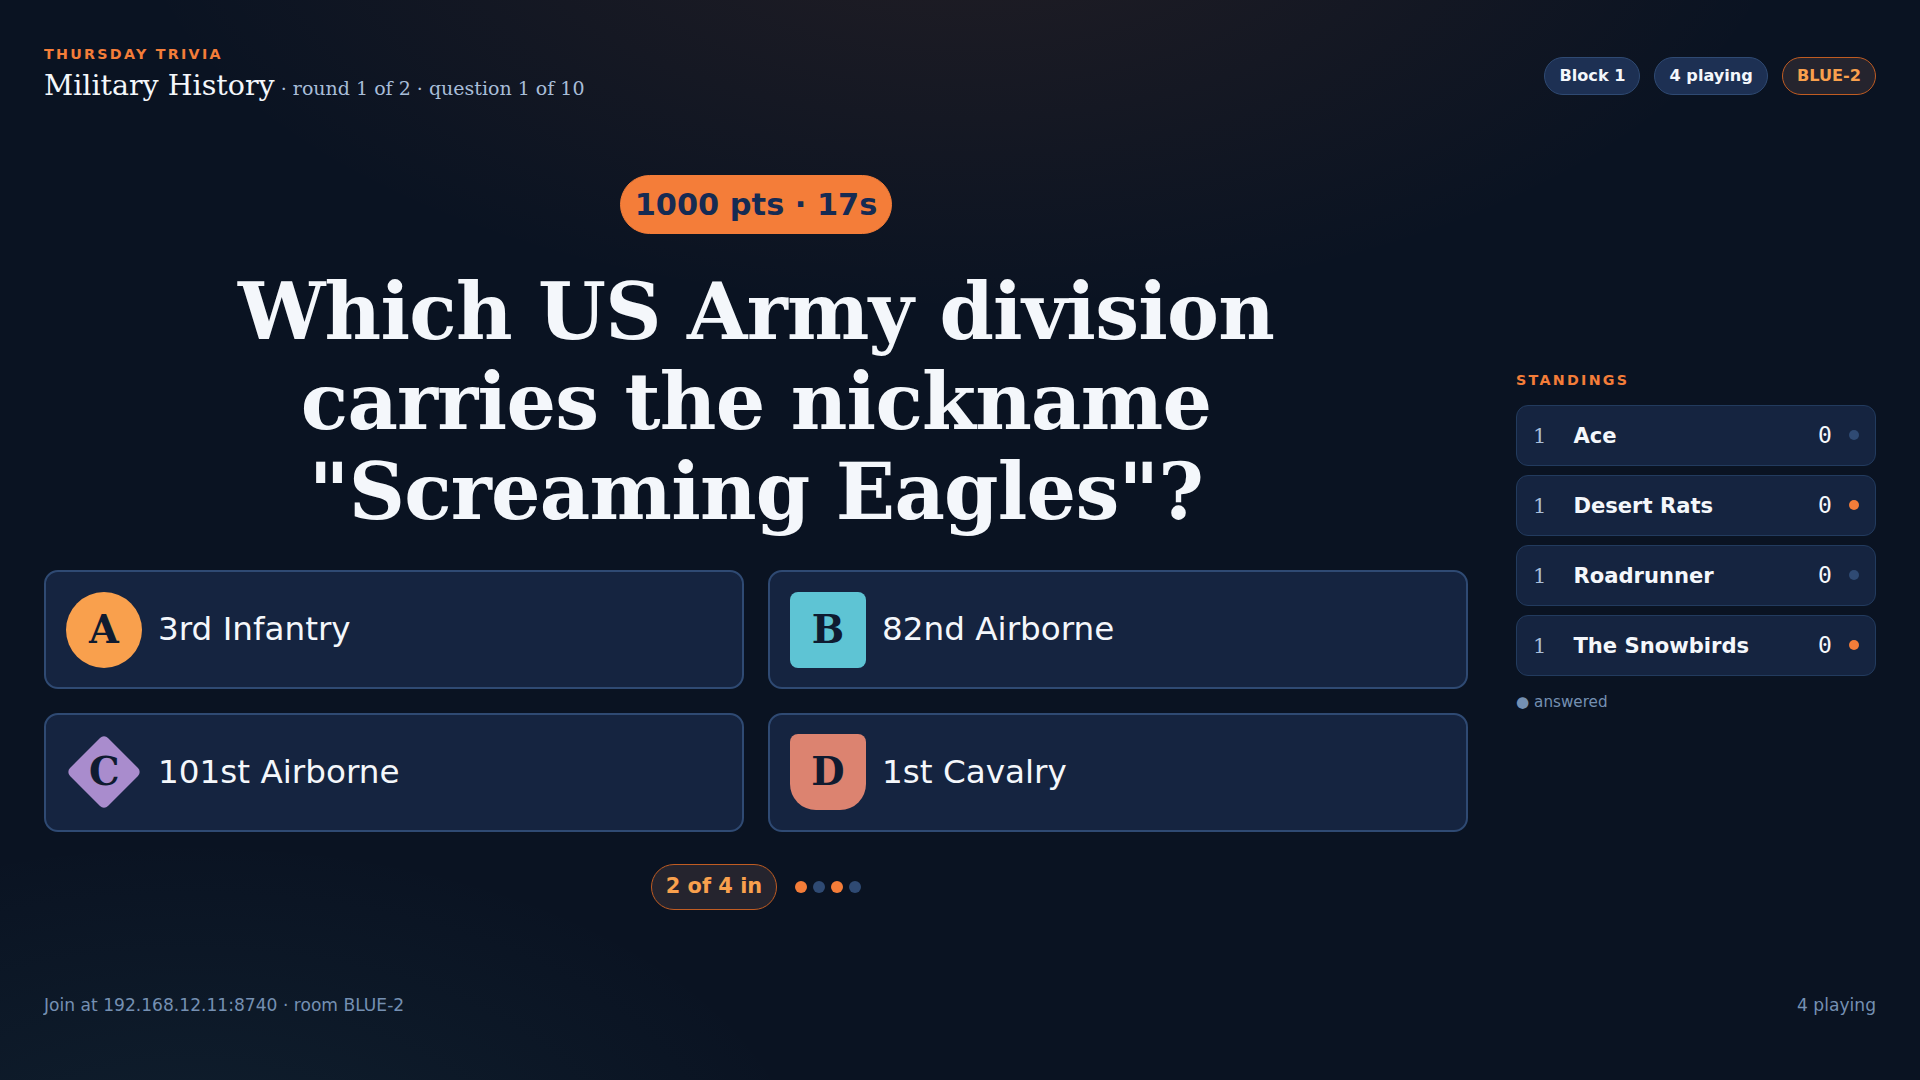 THURSDAY TRIVIA
Military History · round 1 of 2 · question 1 of 10
Block 1
4 playing
BLUE-2
1000 pts · 17s
Which US Army division
carries the nickname
"Screaming Eagles"?
A 3rd Infantry
B 82nd Airborne
C 101st Airborne
D 1st Cavalry
2 of 4 in
STANDINGS
1 Ace 0
1 Desert Rats 0
1 Roadrunner 0
1 The Snowbirds 0
answered
Join at 192.168.12.11:8740 · room BLUE-2
4 playing